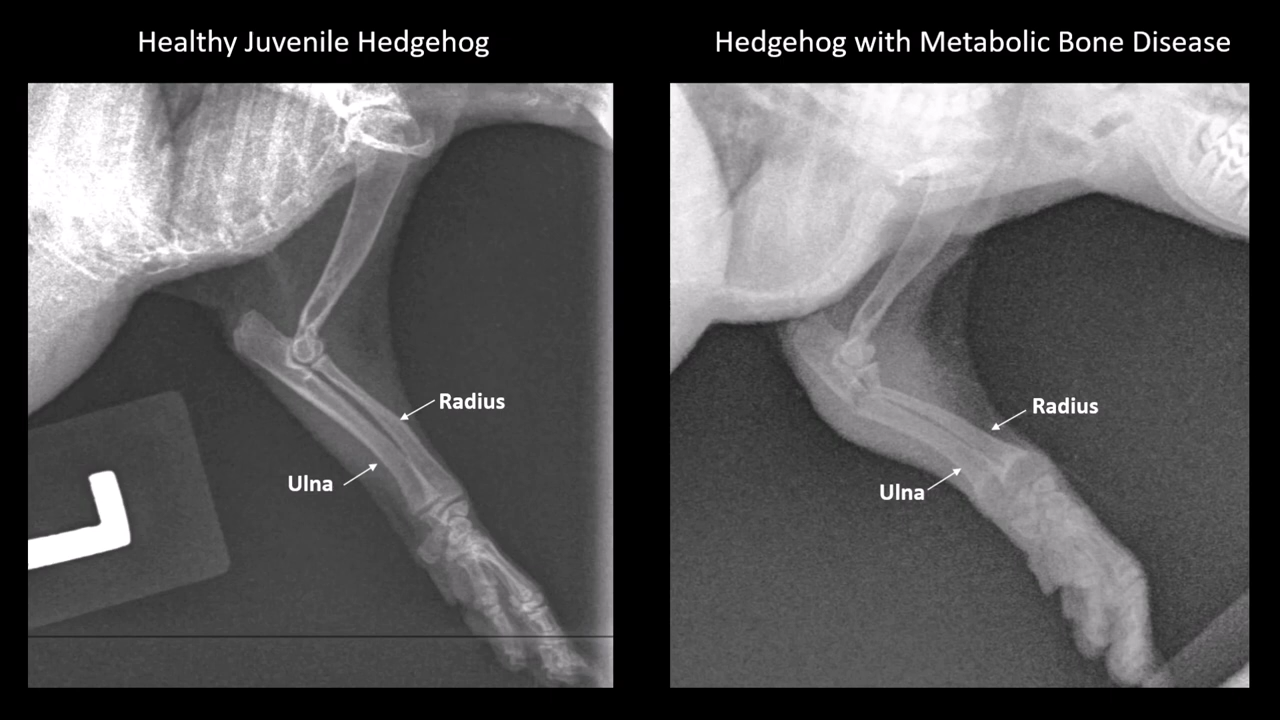 Healthy Juvenile Hedgehog
Hedgehog with Metabolic Bone Disease
Radius
Ulna
L
Radius
Ulna